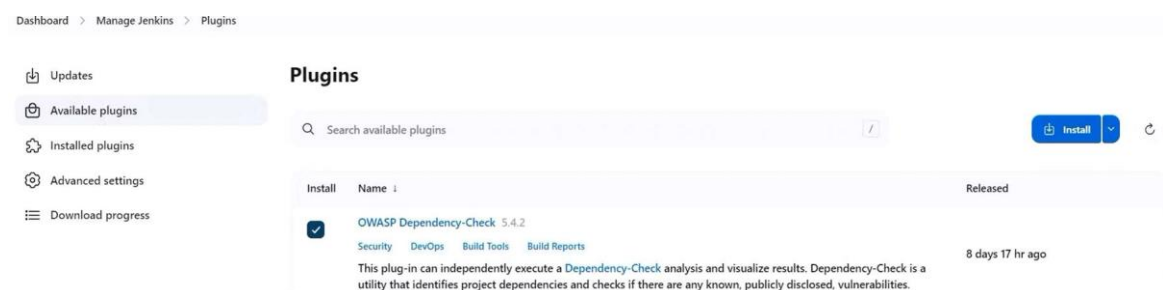 Dashboard > Manage Jenkins > Plugins
Updates
Available plugins
Installed plugins
Advanced settings
Download progress
Plugins
Search available plugins /
Install
Install Name ↓ Released
OWASP Dependency-Check 5.4.2
Security DevOps Build Tools Build Reports
8 days 17 hr ago
This plug-in can independently execute a Dependency-Check analysis and visualize results. Dependency-Check is a
utility that identifies project dependencies and checks if there are any known, publicly disclosed, vulnerabilities.